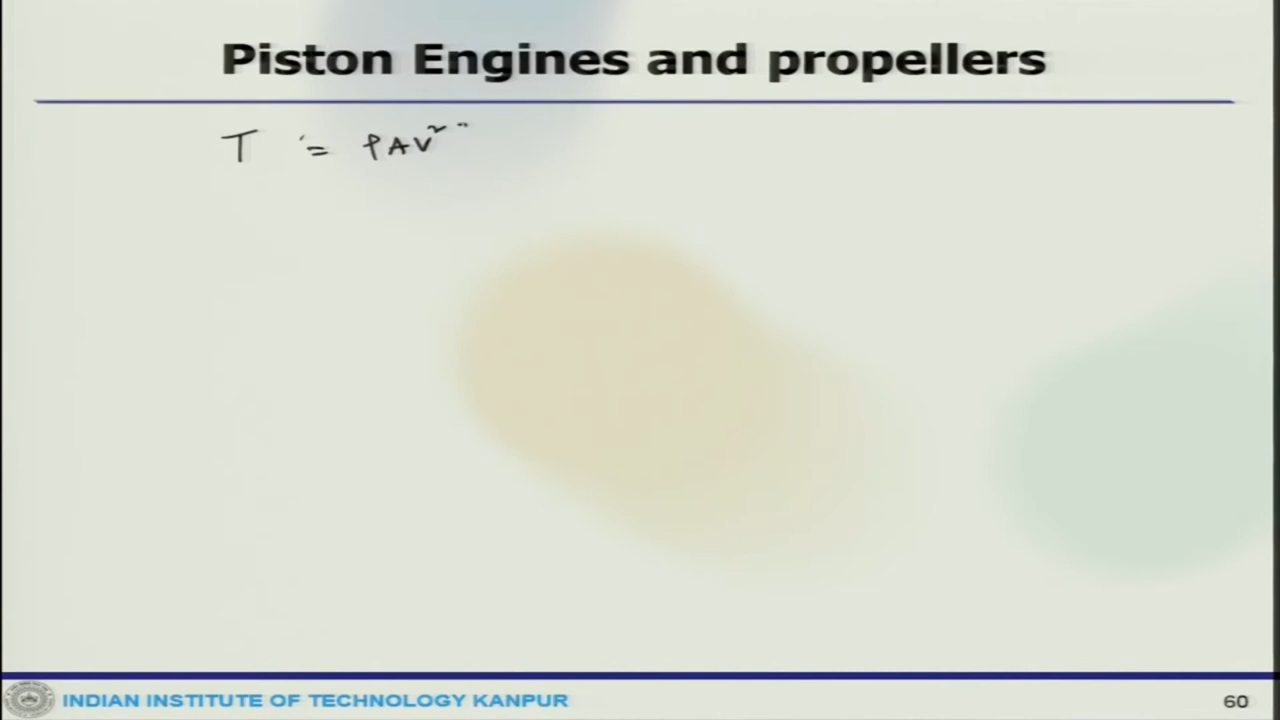 Piston Engines and propellers
T = ρAV²
INDIAN INSTITUTE OF TECHNOLOGY KANPUR
60